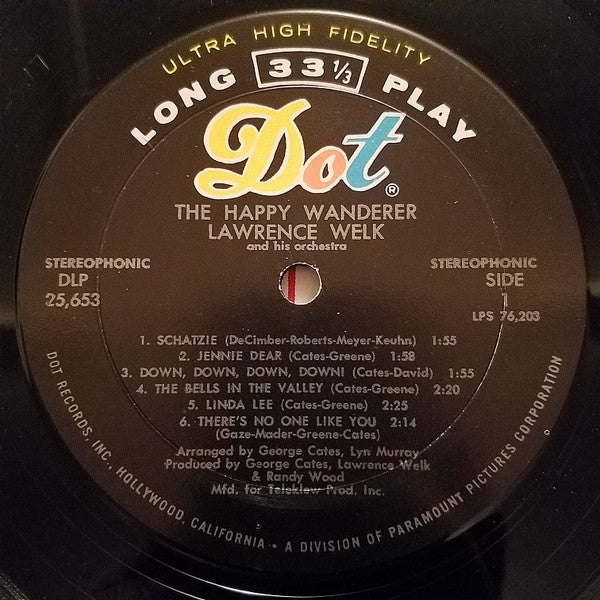 ULTRA HIGH FIDELITY
LONG 33 1/3 PLAY
Dot®
THE HAPPY WANDERER
LAWRENCE WELK
and his orchestra
STEREOPHONIC
DLP
25,653
STEREOPHONIC
SIDE
1
LPS 76,203
1. SCHATZIE (DeCimber-Roberts-Meyer-Keuhn) 1:55
2. JENNIE DEAR (Cates-Greene) 1:58
3. DOWN, DOWN, DOWN, DOWN! (Cates-David) 1:55
4. THE BELLS IN THE VALLEY (Cates-Greene) 2:20
5. LINDA LEE (Cates-Greene) 2:25
6. THERE'S NO ONE LIKE YOU 2:14
(Gaze-Mader-Greene-Cates)
Arranged by George Cates, Lyn Murray
Produced by George Cates, Lawrence Welk
& Randy Wood
Mfd. for Teleklew Prod. Inc.
DOT RECORDS, INC., HOLLYWOOD, CALIFORNIA • A DIVISION OF PARAMOUNT PICTURES CORPORATION